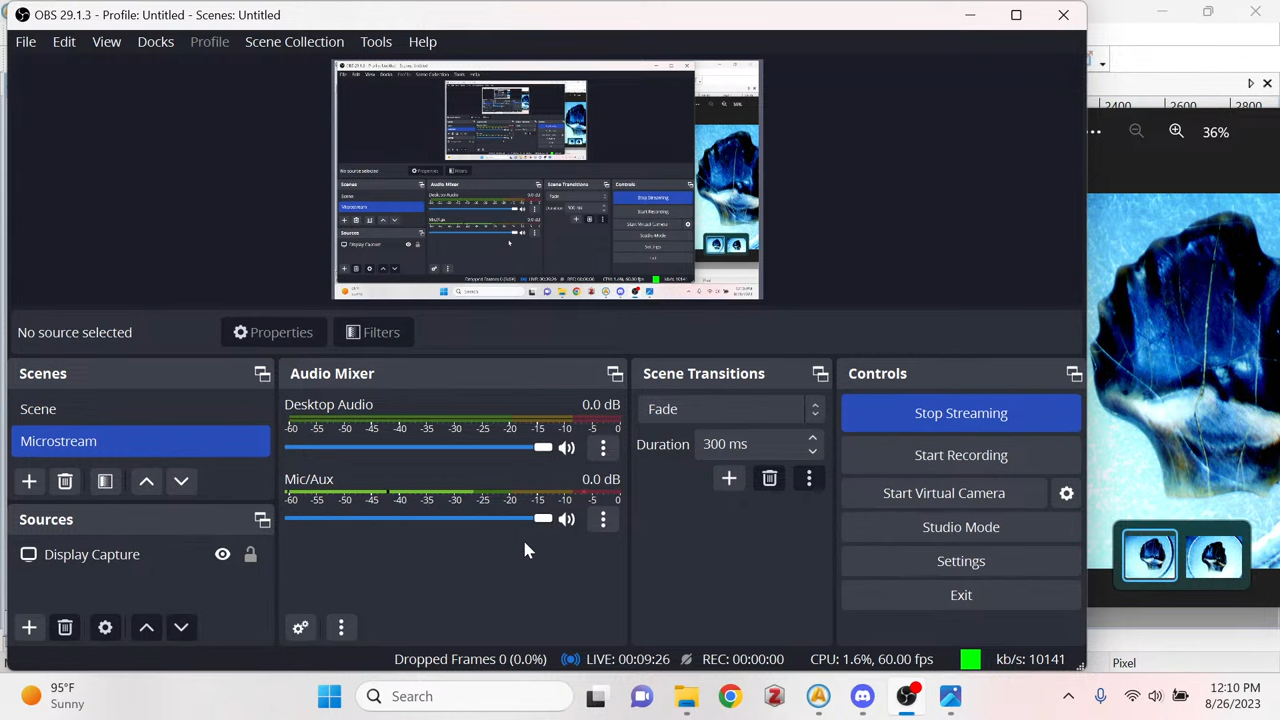 OBS 29.1.3 - Profile: Untitled - Scenes: Untitled
File Edit View Docks Profile Scene Collection Tools Help
2400
2800
36%
No source selected Properties Filters
Scenes
Scene
Microstream
Sources
Display Capture
Audio Mixer
Desktop Audio 0.0 dB
-60 -55 -50 -45 -40 -35 -30 -25 -20 -15 -10 -5 0
Mic/Aux 0.0 dB
-60 -55 -50 -45 -40 -35 -30 -25 -20 -15 -10 -5 0
Scene Transitions
Fade
Duration 300 ms
Controls
Stop Streaming
Start Recording
Start Virtual Camera
Studio Mode
Settings
Exit
Dropped Frames 0 (0.0%) LIVE: 00:09:26 REC: 00:00:00 CPU: 1.6%, 60.00 fps kb/s: 10141
Pixel
95°F
Sunny
Search
12:10 PM
8/26/2023